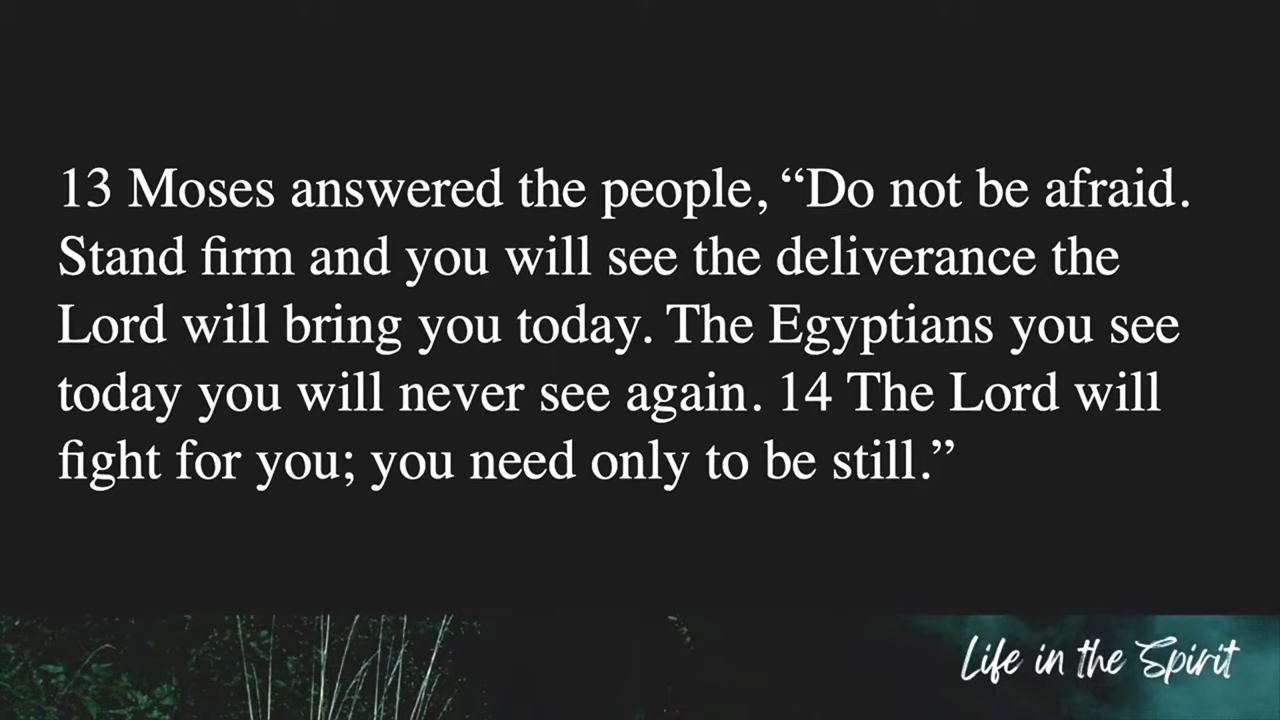 13 Moses answered the people, “Do not be afraid.
Stand firm and you will see the deliverance the
Lord will bring you today. The Egyptians you see
today you will never see again. 14 The Lord will
fight for you; you need only to be still.”
Life in the Spirit